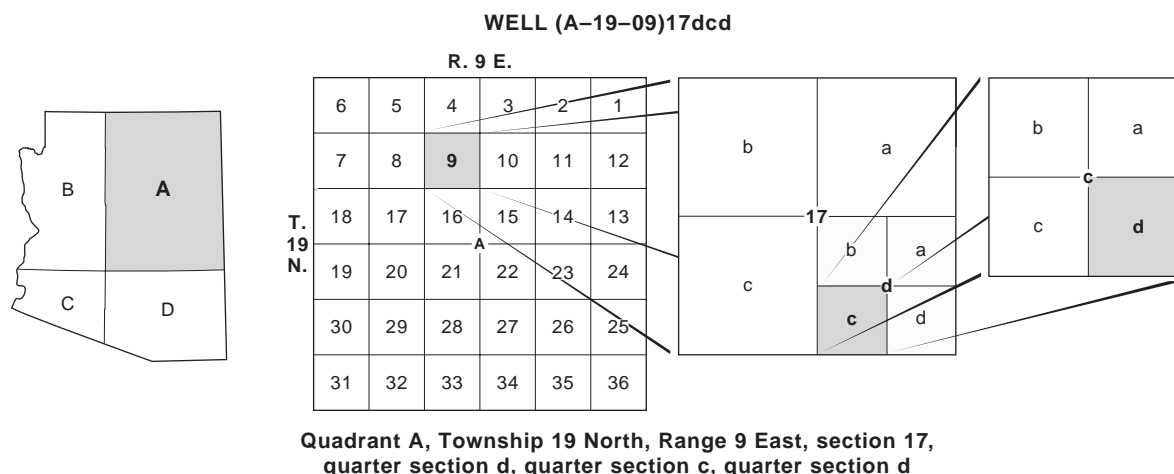 WELL (A–19–09)17dcd
R. 9 E.
B A
C D
T.
19
N.
6 5 4 3 2 1
7 8 9 10 11 12
18 17 16 15 14 13
A
19 20 21 22 23 24
30 29 28 27 26 25
31 32 33 34 35 36
b a
17
b a
c d
c d
b a
c
c d
Quadrant A, Township 19 North, Range 9 East, section 17,
quarter section d, quarter section c, quarter section d